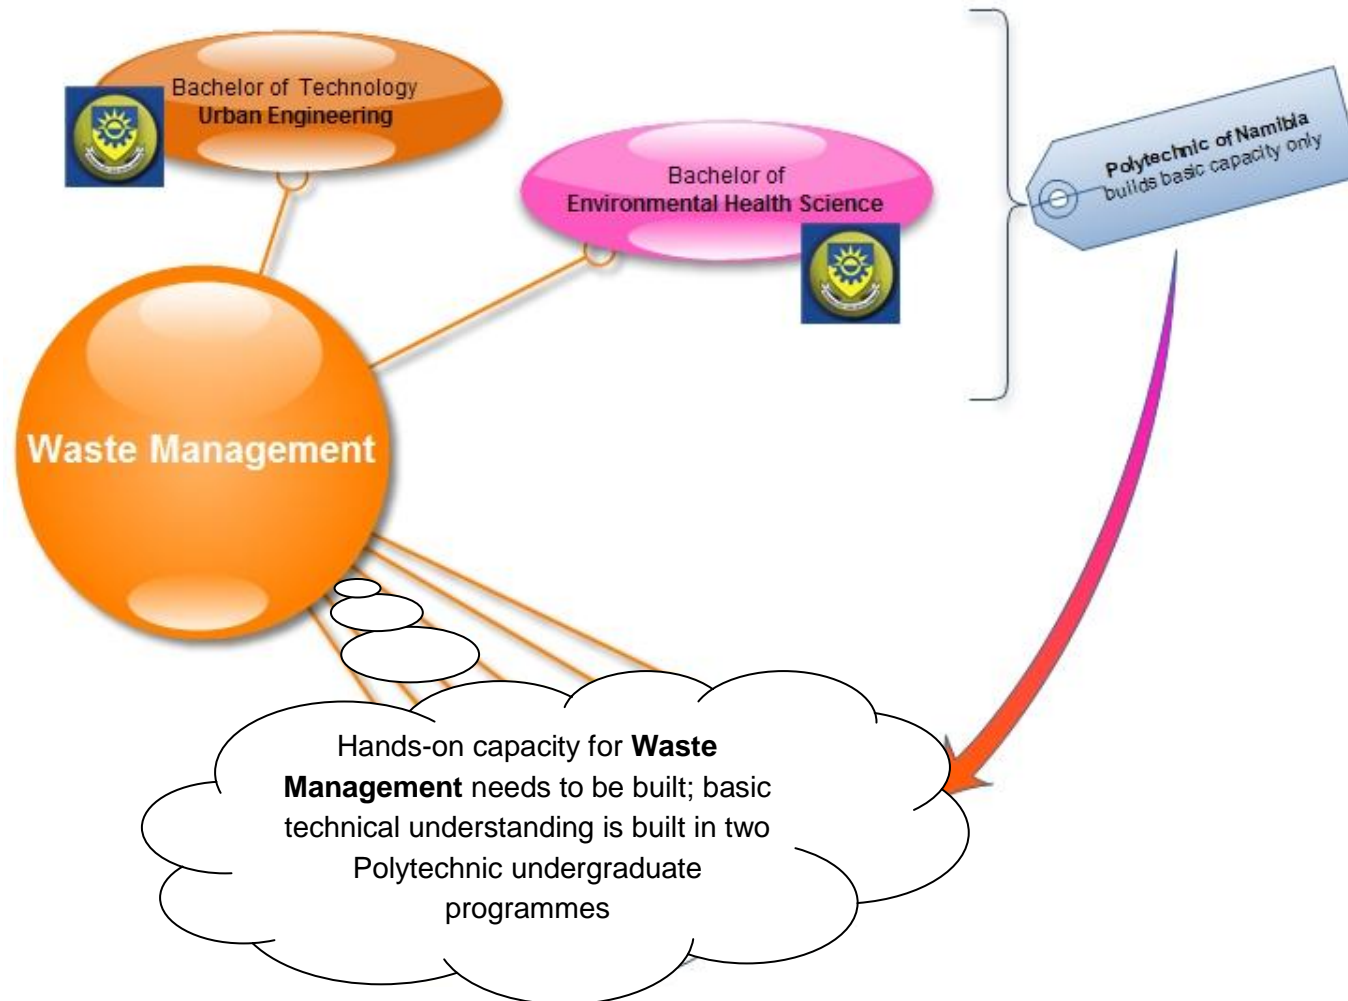 Bachelor of Technology
Urban Engineering
Bachelor of
Environmental Health Science
Polytechnic of Namibia
builds basic capacity only
Waste Management
Hands-on capacity for Waste
Management needs to be built; basic
technical understanding is built in two
Polytechnic undergraduate
programmes